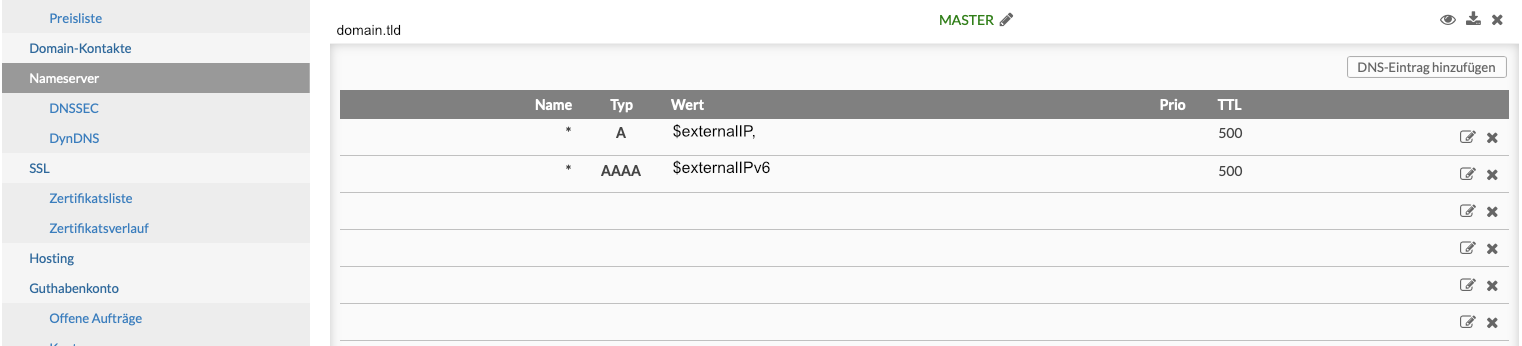 Preisliste
Domain-Kontakte
Nameserver
DNSSEC
DynDNS
SSL
Zertifikatsliste
Zertifikatsverlauf
Hosting
Guthabenkonto
Offene Aufträge
domain.tld
MASTER
DNS-Eintrag hinzufügen
Name Typ Wert Prio TTL
* A $externalIP, 500
* AAAA $externalIPv6 500